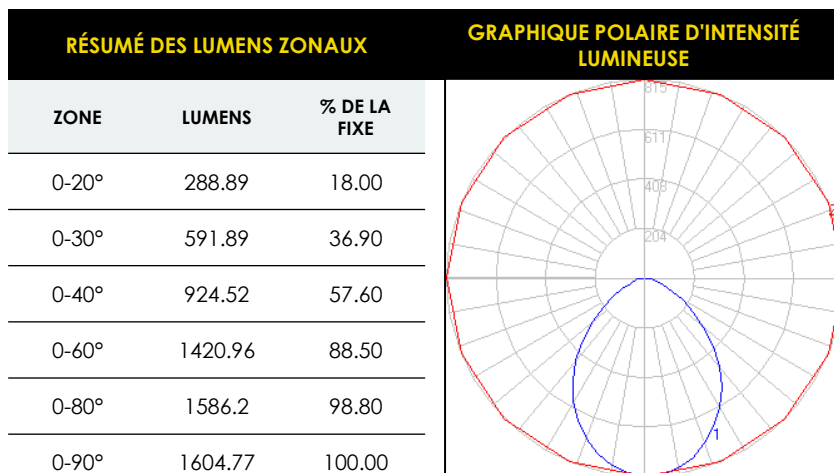 RÉSUMÉ DES LUMENS ZONAUX
ZONE LUMENS % DE LA
FIXE
0-20° 288.89 18.00
0-30° 591.89 36.90
0-40° 924.52 57.60
0-60° 1420.96 88.50
0-80° 1586.2 98.80
0-90° 1604.77 100.00
GRAPHIQUE POLAIRE D'INTENSITÉ
LUMINEUSE
815
611
408
204
2
1